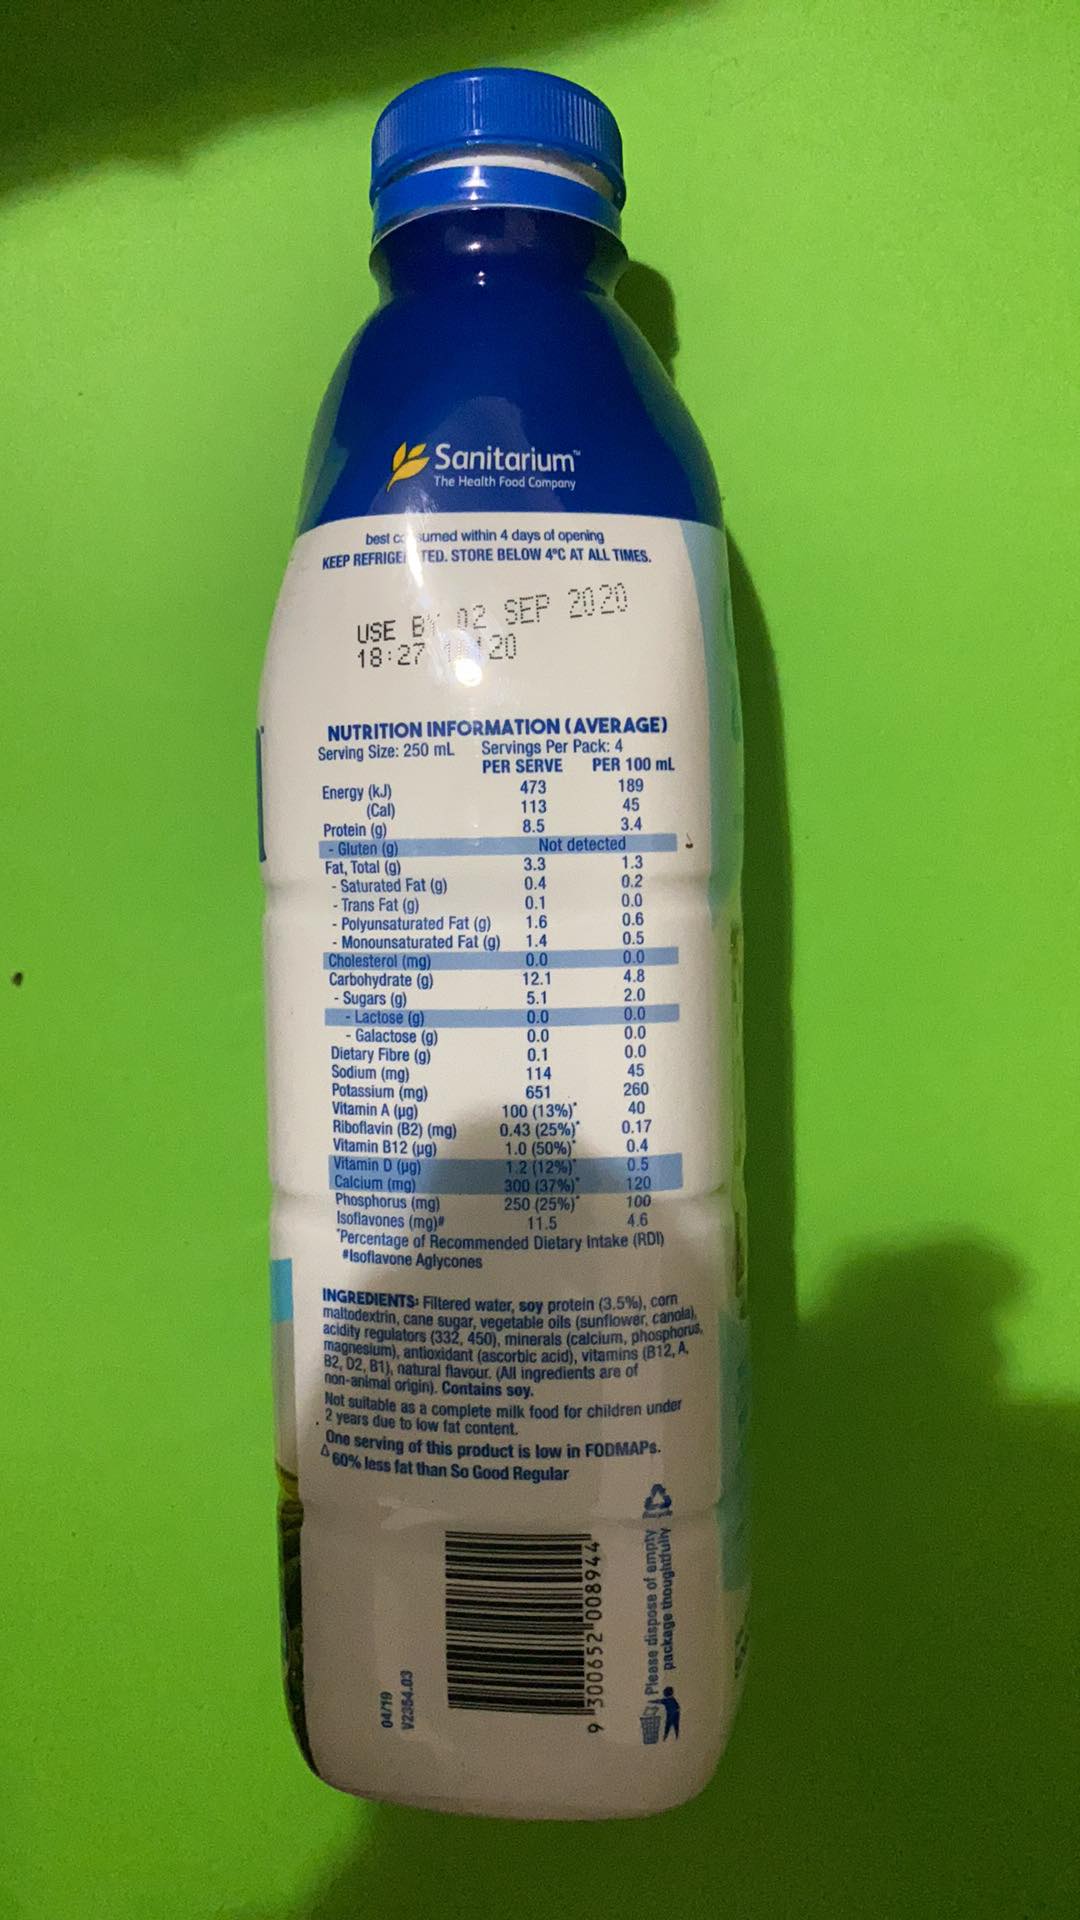 Sanitarium™
The Health Food Company
best consumed within 4 days of opening
KEEP REFRIGERATED. STORE BELOW 4°C AT ALL TIMES.
USE BY 02 SEP 2020
18:27 20
NUTRITION INFORMATION (AVERAGE)
Serving Size: 250 mL Servings Per Pack: 4
PER SERVE PER 100 mL
Energy (kJ) 473 189
(Cal) 113 45
Protein (g) 8.5 3.4
- Gluten (g) Not detected
Fat, Total (g) 3.3 1.3
- Saturated Fat (g) 0.4 0.2
- Trans Fat (g) 0.1 0.0
- Polyunsaturated Fat (g) 1.6 0.6
- Monounsaturated Fat (g) 1.4 0.5
Cholesterol (mg) 0.0 0.0
Carbohydrate (g) 12.1 4.8
- Sugars (g) 5.1 2.0
- Lactose (g) 0.0 0.0
- Galactose (g) 0.0 0.0
Dietary Fibre (g) 0.1 0.0
Sodium (mg) 114 45
Potassium (mg) 651 260
Vitamin A (µg) 100 (13%)* 40
Riboflavin (B2) (mg) 0.43 (25%)* 0.17
Vitamin B12 (µg) 1.0 (50%)* 0.4
Vitamin D (µg) 1.2 (12%)* 0.5
Calcium (mg) 300 (37%)* 120
Phosphorus (mg) 250 (25%)* 100
Isoflavones (mg)# 11.5 4.6
*Percentage of Recommended Dietary Intake (RDI)
#Isoflavone Aglycones
INGREDIENTS: Filtered water, soy protein (3.5%), corn
maltodextrin, cane sugar, vegetable oils (sunflower, canola),
acidity regulators (332, 450), minerals (calcium, phosphorus,
magnesium), antioxidant (ascorbic acid), vitamins (B12, A,
B2, D2, B1), natural flavour. (All ingredients are of
non-animal origin). Contains soy.
Not suitable as a complete milk food for children under
2 years due to low fat content.
One serving of this product is low in FODMAPs.
Δ 60% less fat than So Good Regular
9 300652 008944
Please dispose of empty
package thoughtfully
04/19
V2354.03